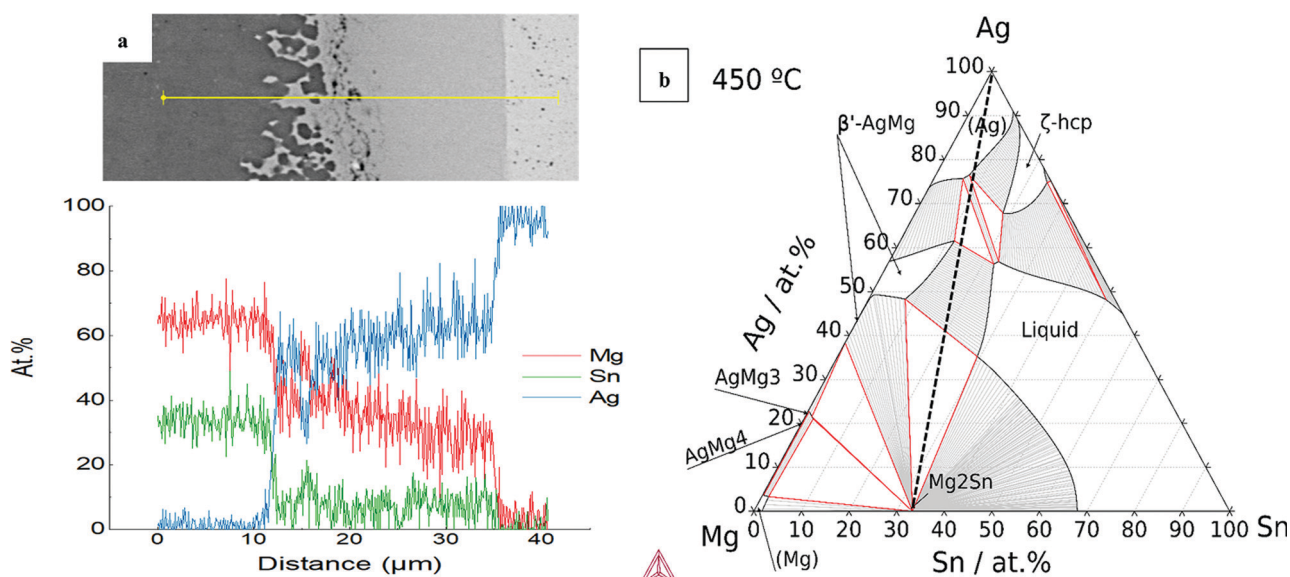 a
100
80
60
40
20
0
At.%
0
10
20
30
40
Distance (µm)
Mg
Sn
Ag
b
450 ºC
Ag
100
90
80
70
60
50
40
30
20
10
0
(Ag)
ζ-hcp
β'-AgMg
Ag / at.%
Liquid
AgMg3
AgMg4
Mg2Sn
Mg
Sn
0
10
20
30
40
50
60
70
80
90
100
(Mg)
Sn / at.%